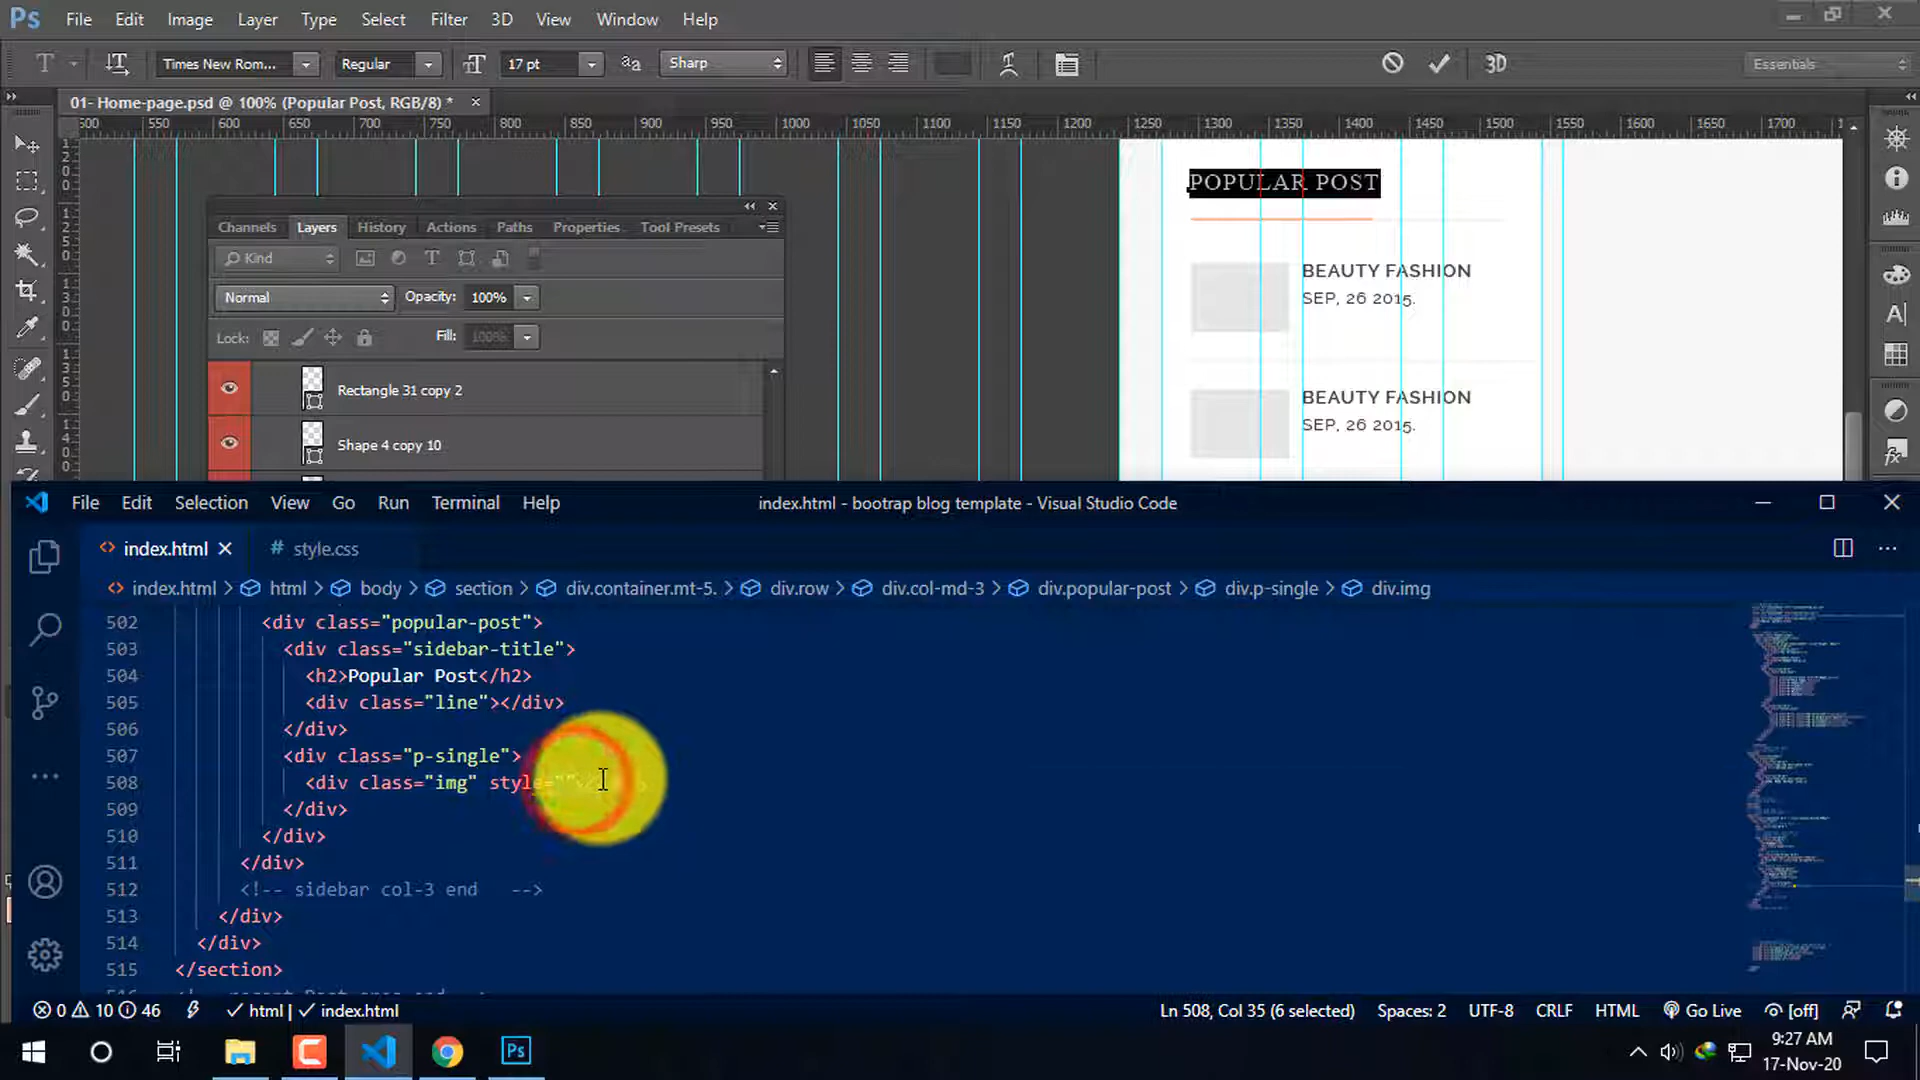 Ps File Edit Image Layer Type Select Filter 3D View Window Help
T Times New Rom... Regular 17 pt aa Sharp 3D Essentials
01- Home-page.psd @ 100% (Popular Post, RGB/8) * ×
500 550 600 650 700 750 800 850 900 950 1000 1050 1100 1150 1200 1250 1300 1350 1400 1450 1500 1550 1600 1650 1700
POPULAR POST
Channels Layers History Actions Paths Properties Tool Presets
Kind
Normal Opacity: 100%
Lock: Fill: 100%
Rectangle 31 copy 2
Shape 4 copy 10
BEAUTY FASHION
SEP, 26 2015.
BEAUTY FASHION
SEP, 26 2015.
File Edit Selection View Go Run Terminal Help index.html - bootrap blog template - Visual Studio Code
index.html × # style.css
index.html > html > body > section > div.container.mt-5. > div.row > div.col-md-3 > div.popular-post > div.p-single > div.img
502 <div class="popular-post">
503 <div class="sidebar-title">
504 <h2>Popular Post</h2>
505 <div class="line"></div>
506 </div>
507 <div class="p-single">
508 <div class="img" style=""
509 </div>
510 </div>
511 </div>
512 <!-- sidebar col-3 end -->
513 </div>
514 </div>
515 </section>
0 10 46 html | index.html Ln 508, Col 35 (6 selected) Spaces: 2 UTF-8 CRLF HTML Go Live [off]
Ps
9:27 AM
17-Nov-20